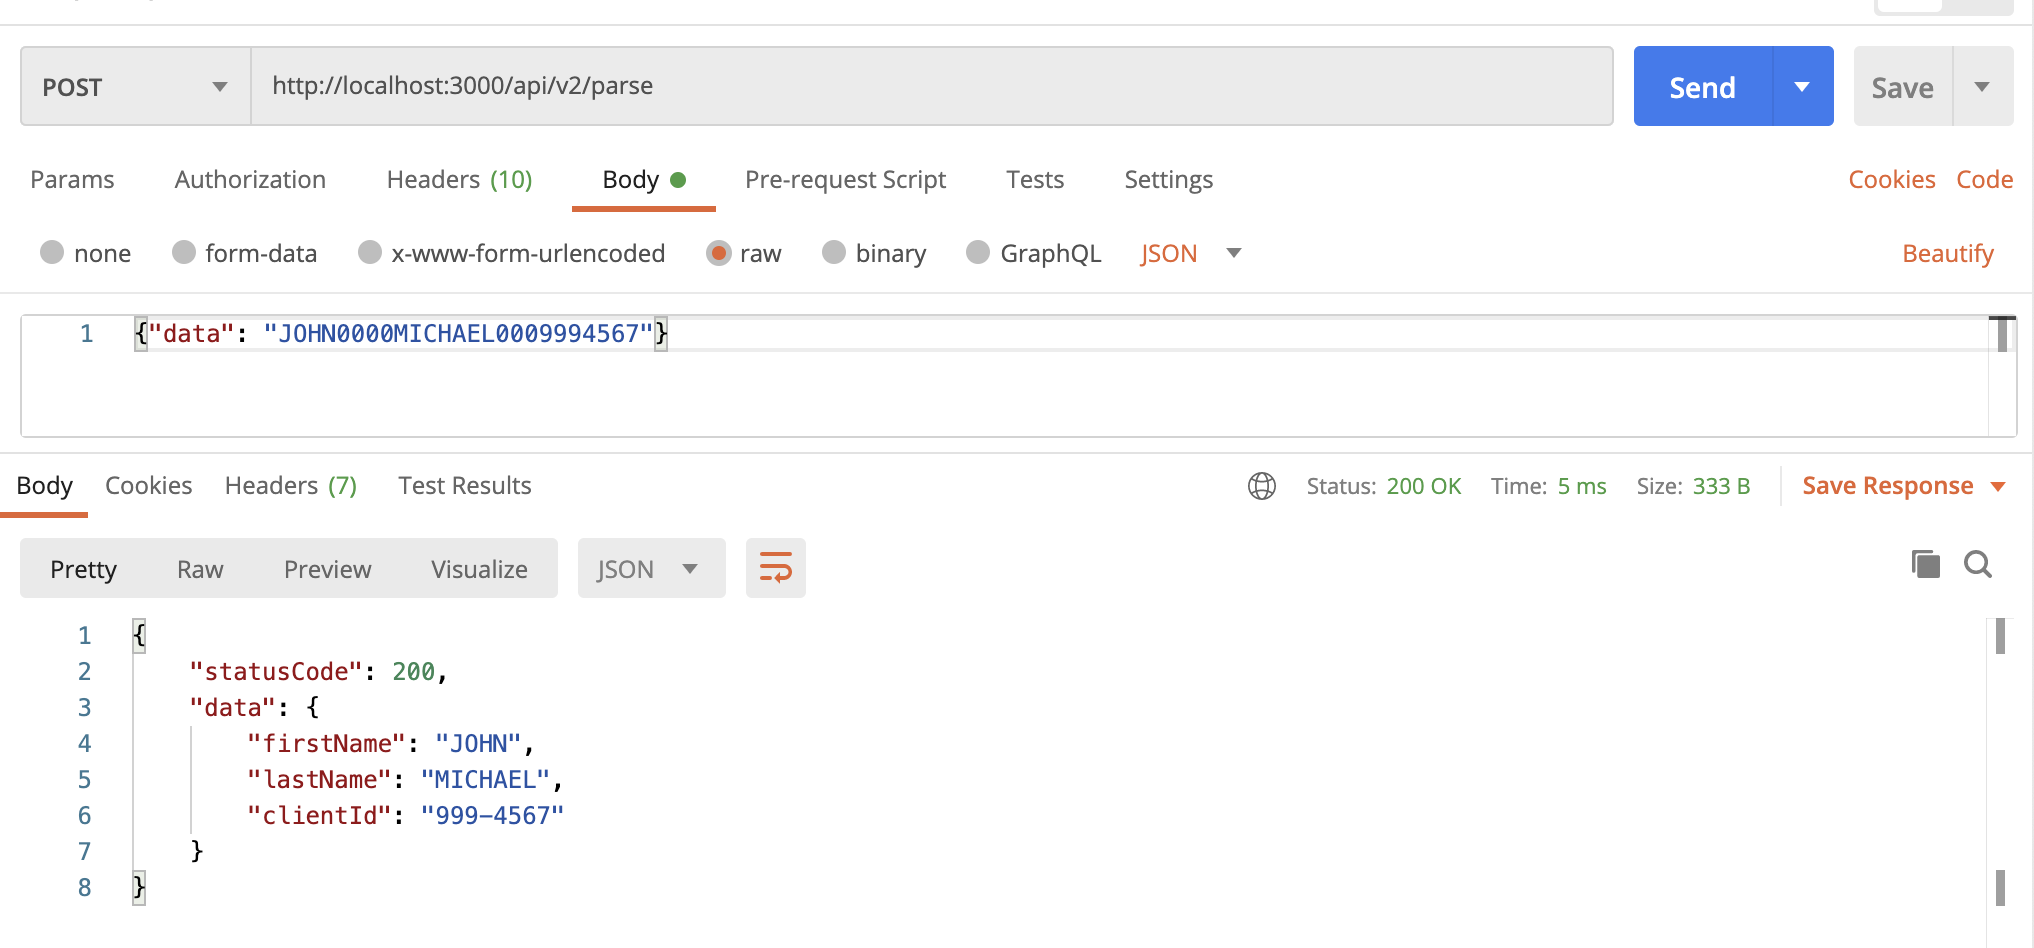 POST http://localhost:3000/api/v2/parse Send Save
Params Authorization Headers (10) Body Pre-request Script Tests Settings Cookies Code
none form-data x-www-form-urlencoded raw binary GraphQL JSON Beautify
1 {"data": "JOHN0000MICHAEL0009994567"}
Body Cookies Headers (7) Test Results Status: 200 OK Time: 5 ms Size: 333 B Save Response
Pretty Raw Preview Visualize JSON
1 {
2 "statusCode": 200,
3 "data": {
4 "firstName": "JOHN",
5 "lastName": "MICHAEL",
6 "clientId": "999-4567"
7 }
8 }